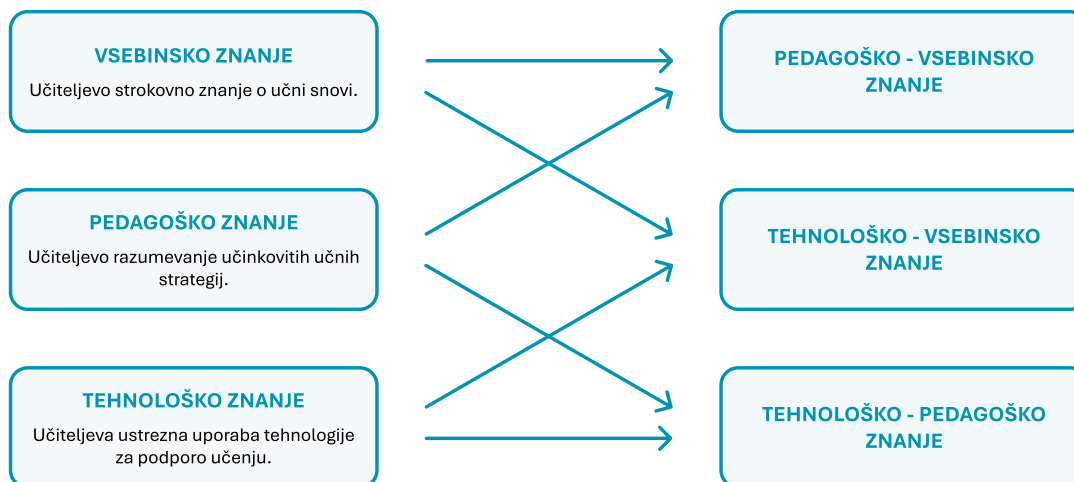 VSEBINSKO ZNANJE
Učiteljevo strokovno znanje o učni snovi.
PEDAGOŠKO ZNANJE
Učiteljevo razumevanje učinkovitih učnih
strategij.
TEHNOLOŠKO ZNANJE
Učiteljeva ustrezna uporaba tehnologije
za podporo učenju.
PEDAGOŠKO - VSEBINSKO
ZNANJE
TEHNOLOŠKO - VSEBINSKO
ZNANJE
TEHNOLOŠKO - PEDAGOŠKO
ZNANJE